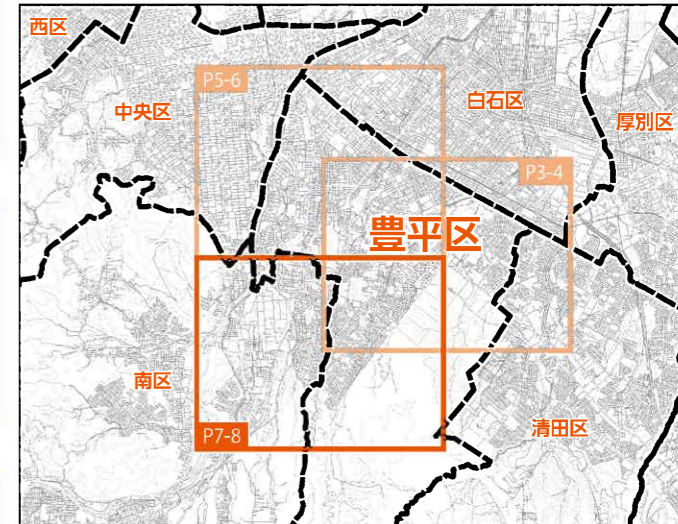 西区
P5-6
白石区
中央区
厚別区
P3-4
豊平区
南区
清田区
P7-8